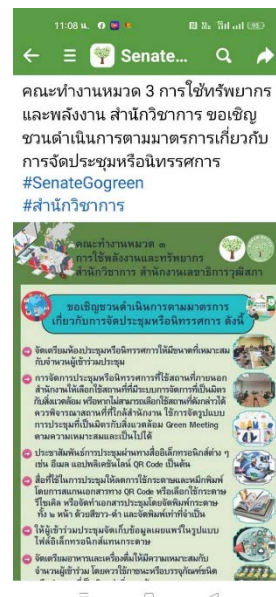 11:08 น.
Senate...
คณะทำงานหมวด 3 การใช้ทรัพยากร
และพลังงาน สำนักวิชาการ ขอเชิญ
ชวนดำเนินการตามมาตรการเกี่ยวกับ
การจัดประชุมหรือนิทรรศการ
#SenateGogreen
#สำนักวิชาการ
คณะทำงานหมวด ๓
การใช้พลังงานและทรัพยากร
สำนักวิชาการ สำนักงานเลขาธิการวุฒิสภา
ขอเชิญชวนดำเนินการตามมาตรการ
เกี่ยวกับการจัดประชุมหรือนิทรรศการ ดังนี้
จัดเตรียมห้องประชุมหรือนิทรรศการให้มีขนาดที่เหมาะสม
กับจำนวนผู้เข้าร่วมประชุม
การจัดการประชุมหรือนิทรรศการที่ใช้สถานที่ภายนอก
สำนักงานให้เลือกใช้สถานที่ที่มีระบบการจัดการที่เป็นมิตร
กับสิ่งแวดล้อม หรือหากไม่สามารถเลือกใช้สถานที่ดังกล่าวได้
ควรพิจารณาสถานที่ที่ใกล้สำนักงาน ใช้การจัดรูปแบบ
การประชุมที่เป็นมิตรกับสิ่งแวดล้อม Green Meeting
ตามความเหมาะสมและเป็นไปได้
ประชาสัมพันธ์การประชุมผ่านทางสื่ออิเล็กทรอนิกส์ต่าง ๆ
เช่น อีเมล แอปพลิเคชันไลน์ QR Code เป็นต้น
สื่อที่ใช้ในการประชุมให้ลดการใช้กระดาษและหมึกพิมพ์
โดยการสแกนเอกสารทาง QR Code หรือเลือกใช้กระดาษ
รีไซเคิล หรือจัดทำเอกสารประชุมโดยจัดพิมพ์กระดาษ
ทั้ง ๒ หน้า ด้วยสีขาว-ดำ และจัดพิมพ์เท่าที่จำเป็น
ให้ผู้เข้าร่วมประชุมจัดเก็บข้อมูลเผยแพร่ในรูปแบบ
ไฟล์อิเล็กทรอนิกส์แทนกระดาษ
จัดเตรียมอาหารและเครื่องดื่มให้มีความเหมาะสมกับ
จำนวนผู้เข้าร่วม โดยควรใช้ภาชนะหรือบรรจุภัณฑ์ชนิด